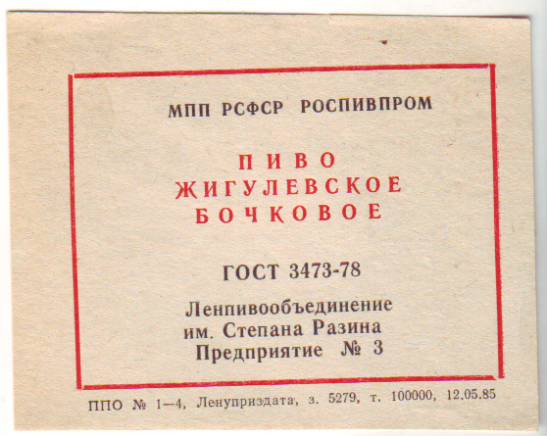 МПП РСФСР РОСПИВПРОМ
ПИВО
ЖИГУЛЕВСКОЕ
БОЧКОВОЕ
ГОСТ 3473-78
Ленпивообъединение
им. Степана Разина
Предприятие № 3
ППО № 1—4, Ленуприздата, з. 5279, т. 100000, 12.05.85